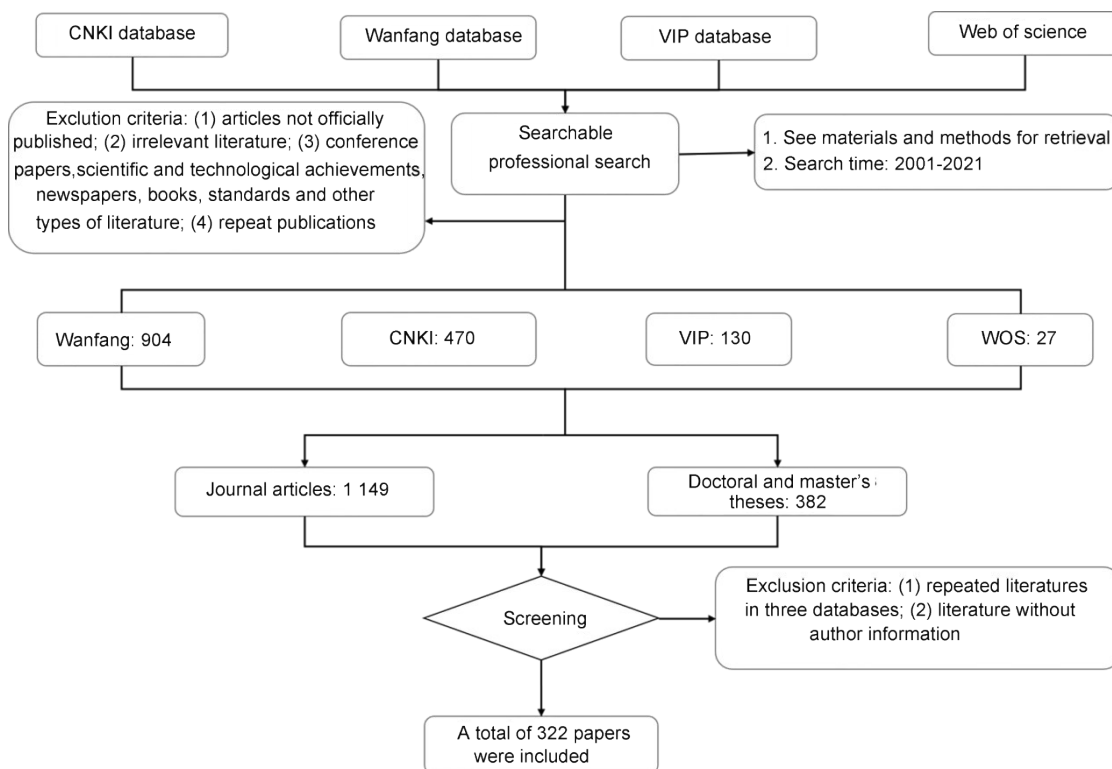 CNKI database
Wanfang database
VIP database
Web of science
Exclution criteria: (1) articles not officially
published; (2) irrelevant literature; (3) conference
papers,scientific and technological achievements,
newspapers, books, standards and other
types of literature; (4) repeat publications
Searchable
professional search
1. See materials and methods for retrieval
2. Search time: 2001-2021
Wanfang: 904
CNKI: 470
VIP: 130
WOS: 27
Journal articles: 1 149
Doctoral and master's
theses: 382
Screening
Exclusion criteria: (1) repeated literatures
in three databases; (2) literature without
author information
A total of 322 papers
were included